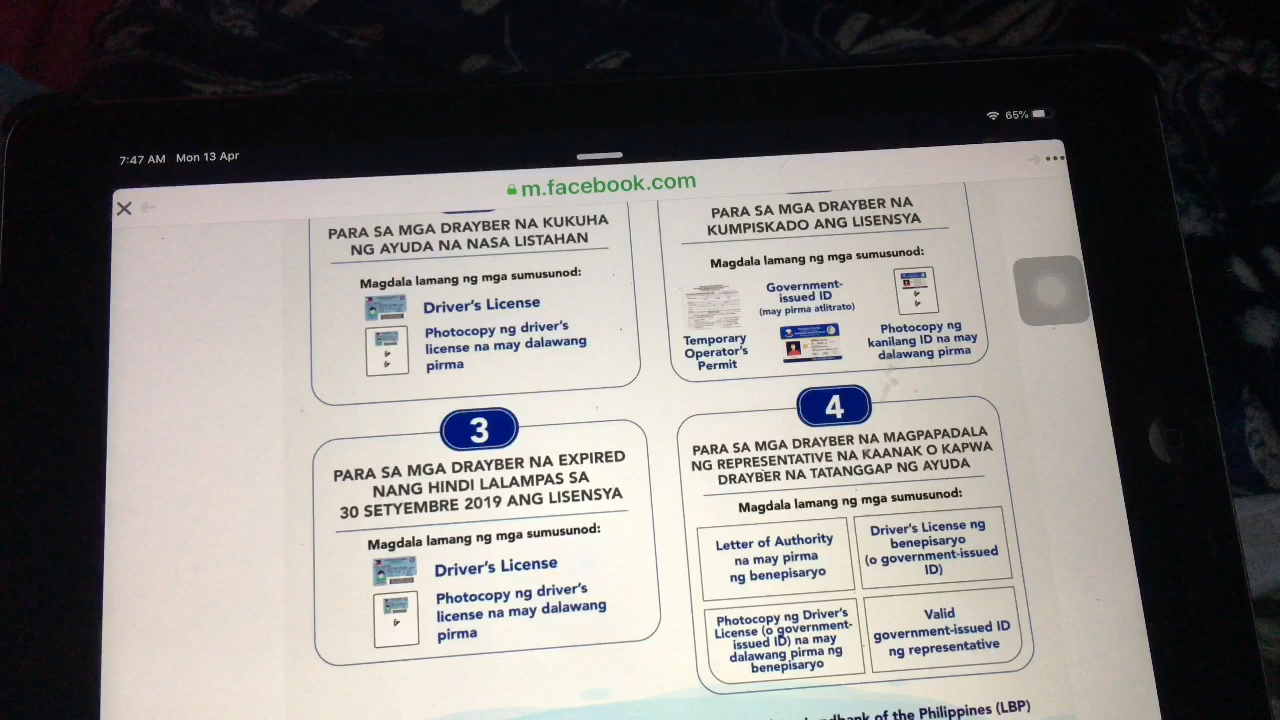 7:47 AM Mon 13 Apr
65%
m.facebook.com
PARA SA MGA DRAYBER NA KUKUHA
NG AYUDA NA NASA LISTAHAN
Magdala lamang ng mga sumusunod:
Driver's License
Photocopy ng driver's
license na may dalawang
pirma
PARA SA MGA DRAYBER NA
KUMPISKADO ANG LISENSYA
Magdala lamang ng mga sumusunod:
Temporary
Operator's
Permit
Government-
issued ID
(may pirma atlitrato)
Photocopy ng
kanilang ID na may
dalawang pirma
3
PARA SA MGA DRAYBER NA EXPIRED
NANG HINDI LALAMPAS SA
30 SETYEMBRE 2019 ANG LISENSYA
Magdala lamang ng mga sumusunod:
Driver's License
Photocopy ng driver's
license na may dalawang
pirma
4
PARA SA MGA DRAYBER NA MAGPAPADALA
NG REPRESENTATIVE NA KAANAK O KAPWA
DRAYBER NA TATANGGAP NG AYUDA
Magdala lamang ng mga sumusunod:
Letter of Authority
na may pirma
ng benepisaryo
Driver's License ng
benepisaryo
(o government-issued
ID)
Photocopy ng Driver's
License (o government-
issued ID) na may
dalawang pirma ng
benepisaryo
Valid
government-issued ID
ng representative
of the Philippines (LBP)